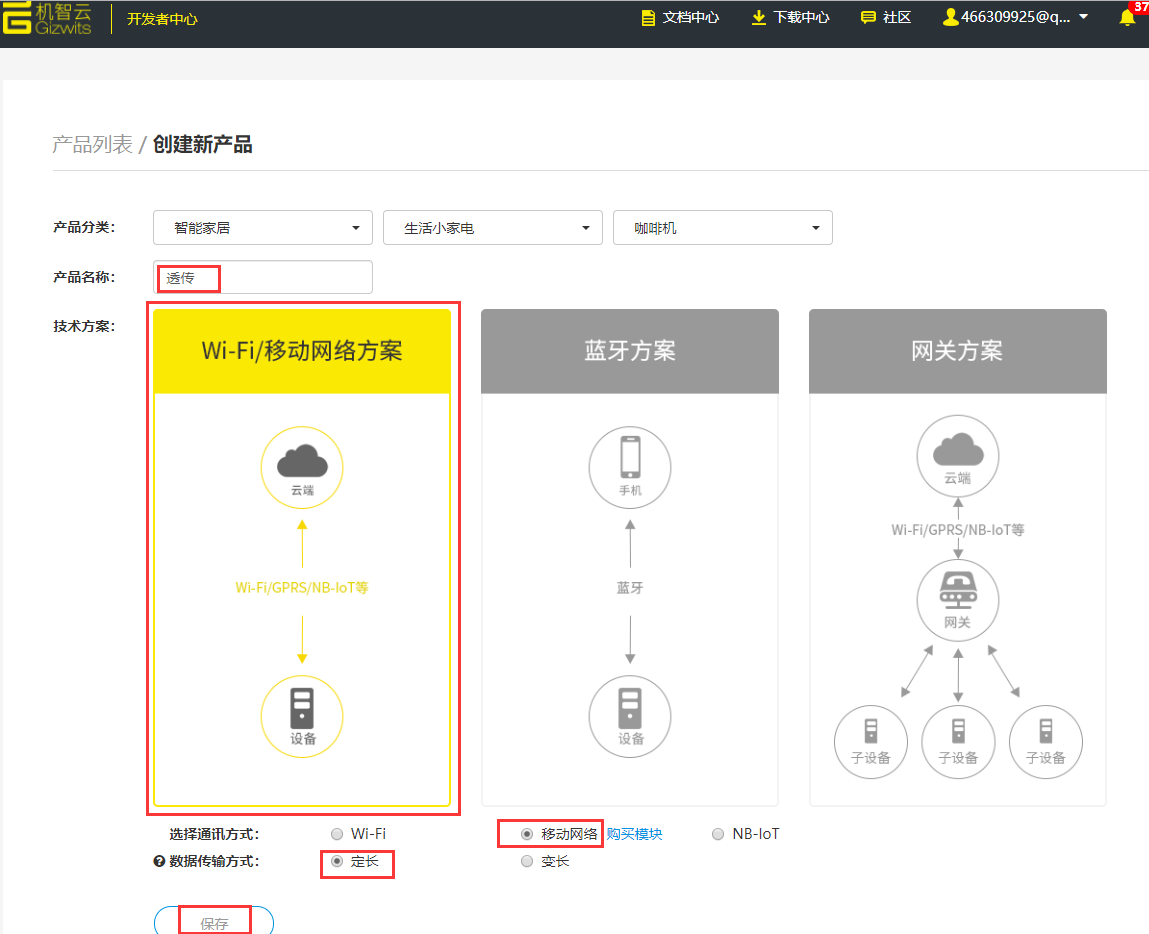 机智云 Gizwits 开发者中心 文档中心 下载中心 社区 466309925@q... 37
产品列表 / 创建新产品
产品分类： 智能家居 生活小家电 咖啡机
产品名称： 透传
技术方案：
Wi-Fi/移动网络方案
云端
Wi-Fi/GPRS/NB-IoT等
设备
蓝牙方案
手机
蓝牙
设备
网关方案
云端
Wi-Fi/GPRS/NB-IoT等
网关
子设备 子设备 子设备
选择通讯方式： Wi-Fi 移动网络 购买模块 NB-IoT
数据传输方式： 定长 变长
保存